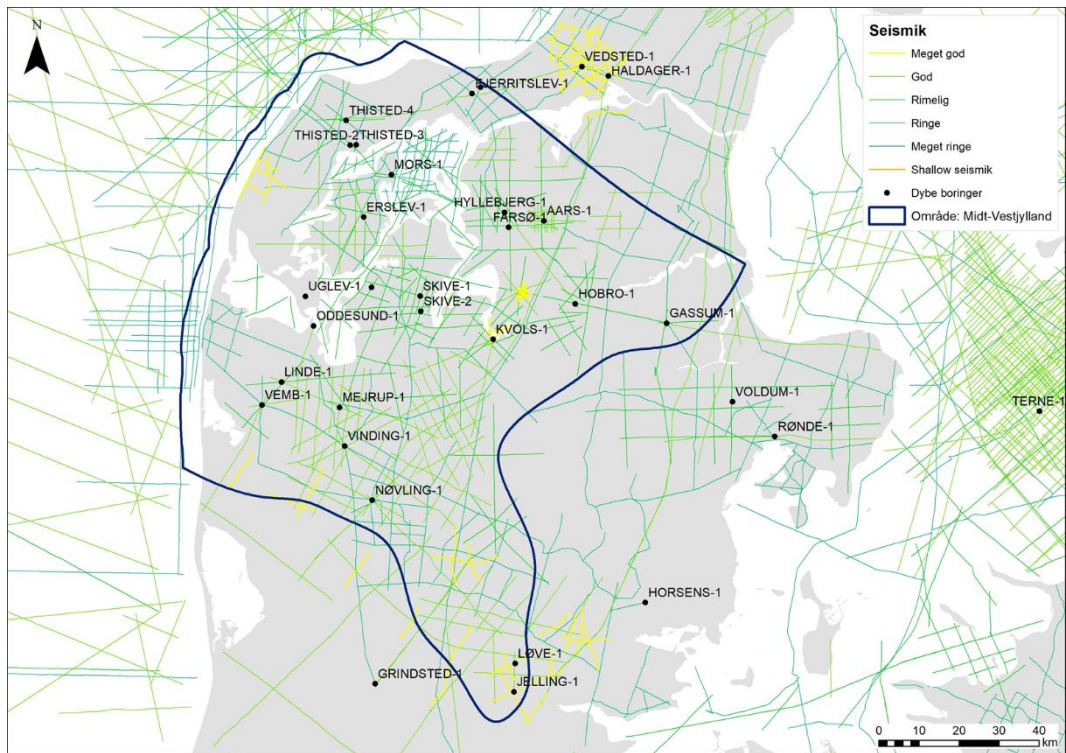 N
VEDSTED-1
HALDAGER-1
FJERRITSLEV-1
THISTED-4
THISTED-2
THISTED-3
MORS-1
ERSLEV-1
HYLLEBJERG-1
FARSØ-1
AARS-1
UGLEV-1
SKIVE-1
SKIVE-2
HOBRO-1
ODDESUND-1
KVOLS-1
GASSUM-1
LINDE-1
VEMB-1
MEJRUP-1
VOLDUM-1
TERNE-1
VINDING-1
RØNDE-1
NØVLING-1
HORSENS-1
LØVE-1
GRINDSTED-1
JELLING-1
Seismik
Meget god
God
Rimelig
Ringe
Meget ringe
Shallow seismik
Dybe boringer
Område: Midt-Vestjylland
0 10 20 30 40
km